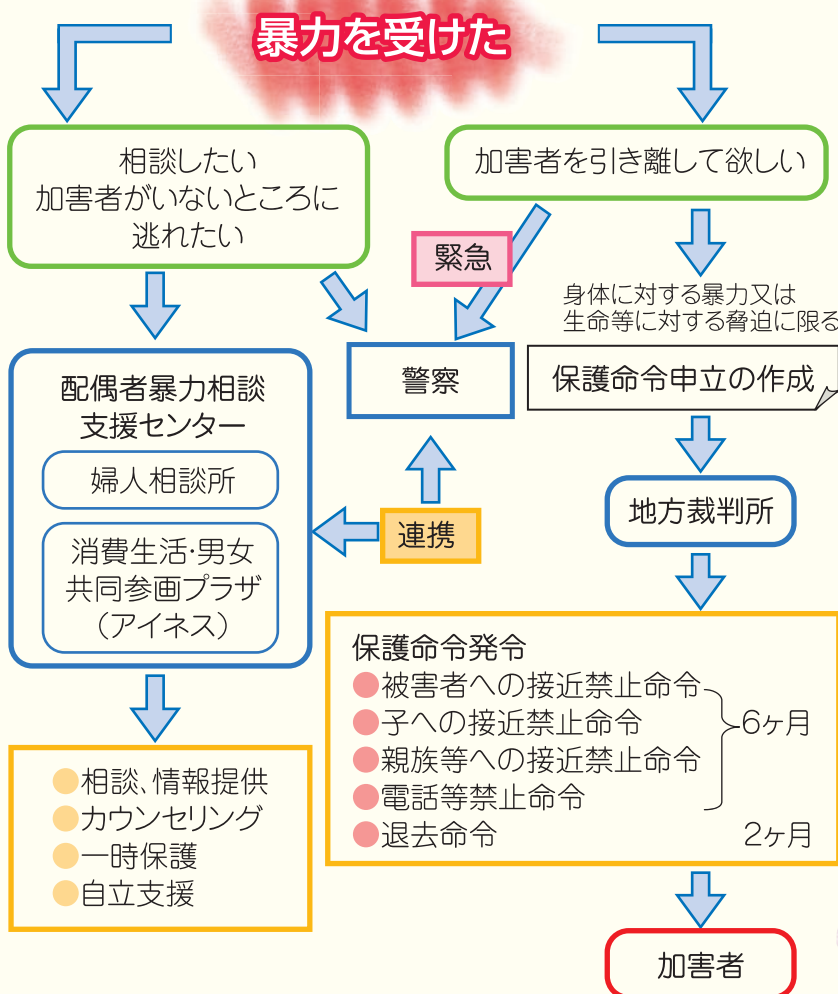 暴力を受けた
相談したい
加害者がいないところに
逃れたい
加害者を引き離して欲しい
緊急
身体に対する暴力又は
生命等に対する脅迫に限る
配偶者暴力相談
支援センター
婦人相談所
消費生活・男女
共同参画プラザ
（アイネス）
警察
連携
保護命令申立の作成
地方裁判所
保護命令発令
●被害者への接近禁止命令
●子への接近禁止命令
●親族等への接近禁止命令
●電話等禁止命令
6ヶ月
●退去命令 2ヶ月
●相談、情報提供
●カウンセリング
●一時保護
●自立支援
加害者